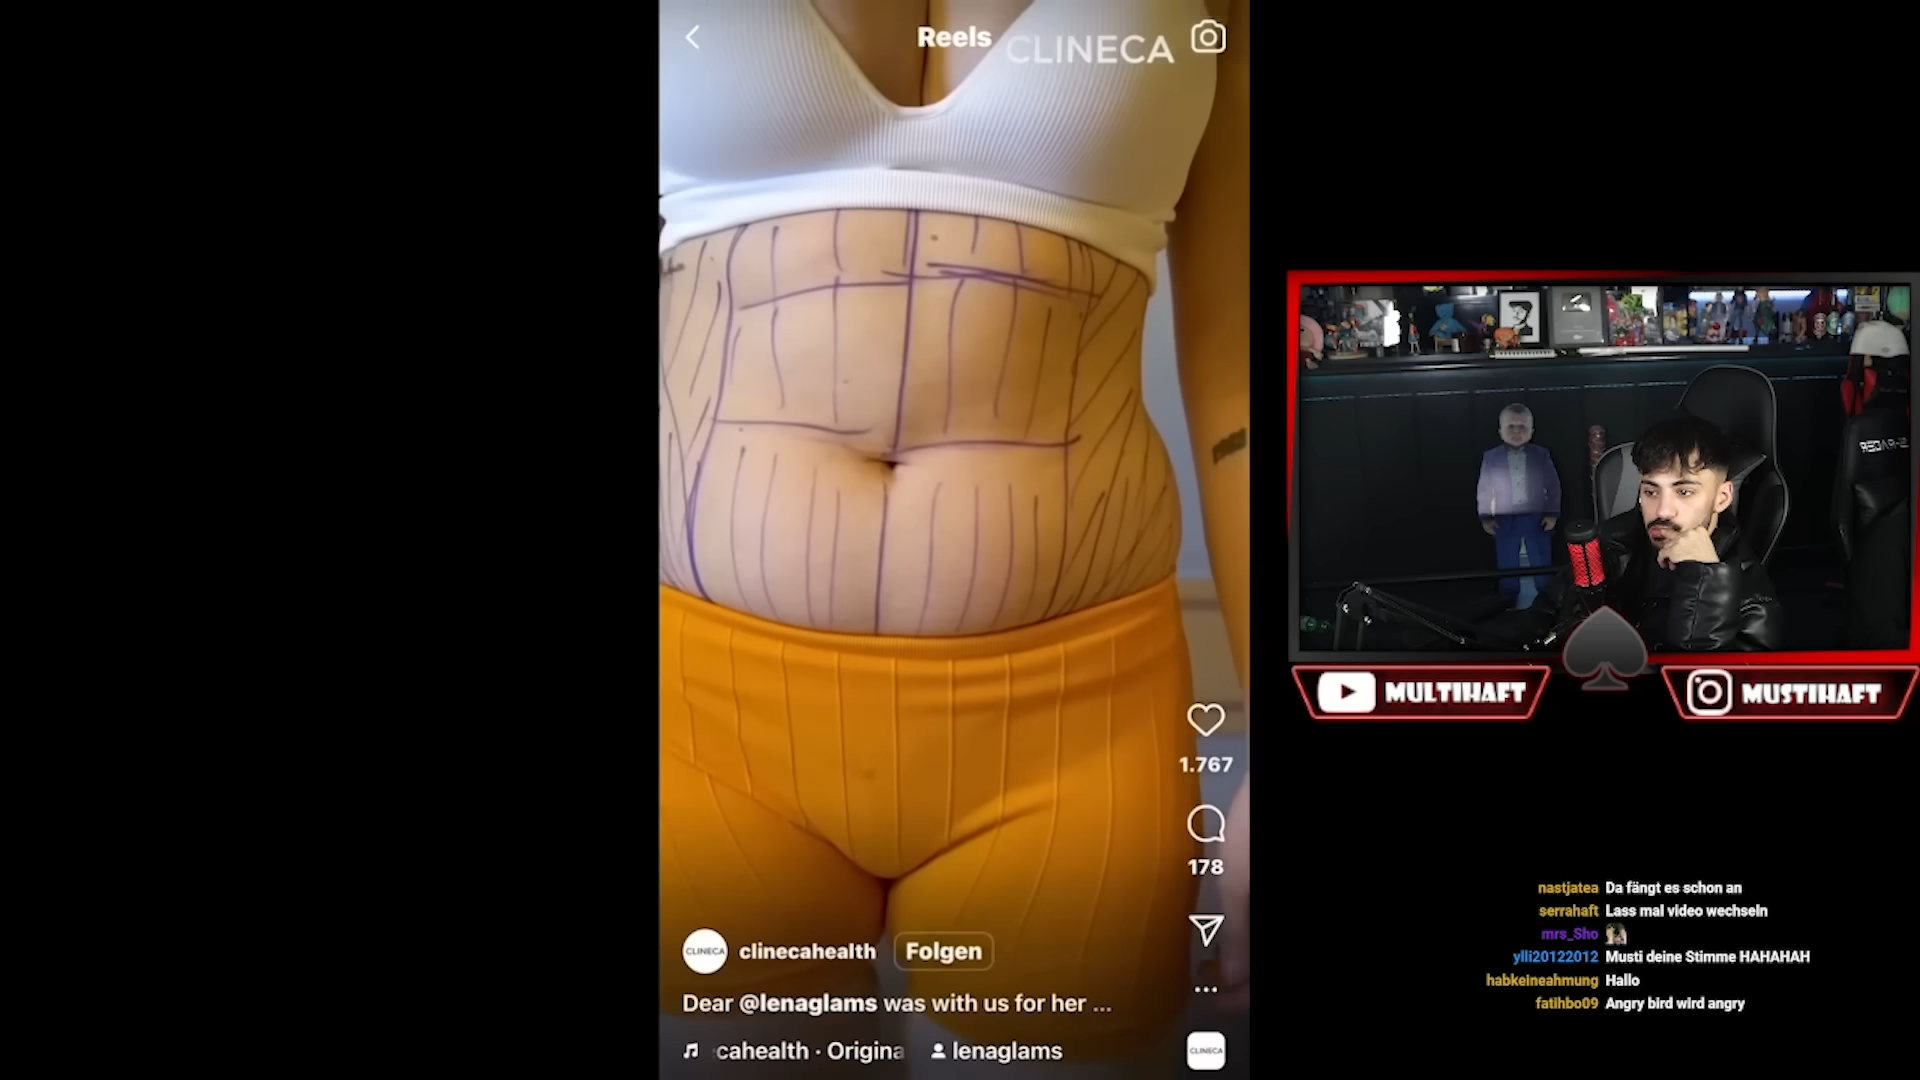 Reels
CLINECA
1.767
178
CLINECA
clinecahealth
Folgen
Dear @lenaglams was with us for her ...
cahealth · Origina
lenaglams
CLINECA
MULTIHAFT
MUSTIHAFT
nastjatea Da fängt es schon an
serrahaft Lass mal video wechseln
mrs_Sho
ylli20122012 Musti deine Stimme HAHAHAH
habkeineahmung Hallo
fatihbo09 Angry bird wird angry